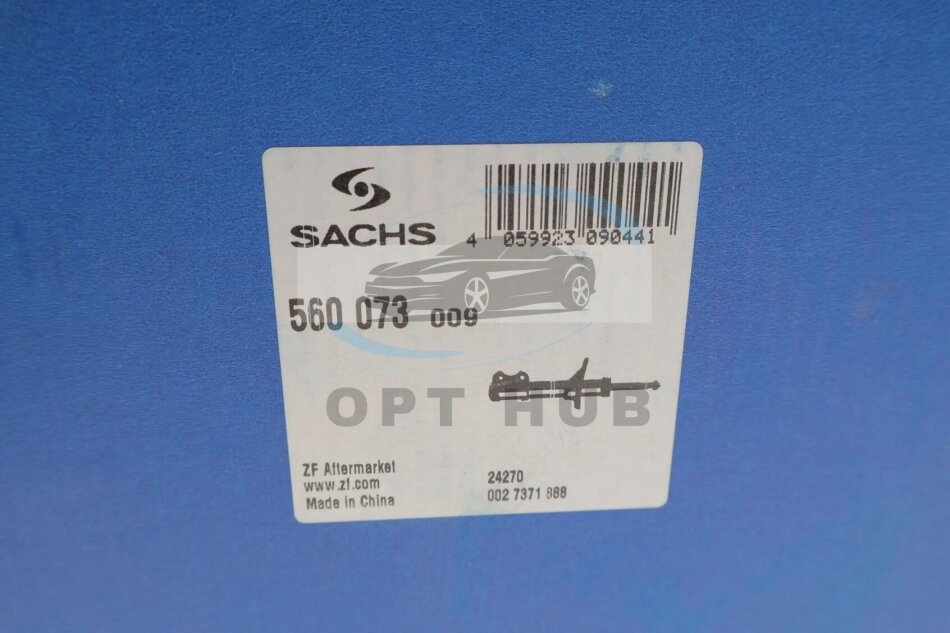 SACHS
4 059923 090441
560 073 009
OPT HUB
ZF Aftermarket
www.zf.com
Made in China
24270
002 7371 888